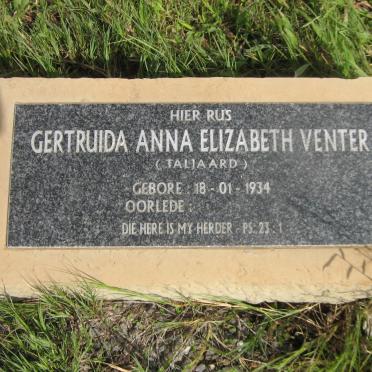 HIER RUS
GERTRUIDA ANNA ELIZABETH VENTER
( TALJAARD )
GEBORE : 18 - 01 - 1934
OORLEDE :
DIE HERE IS MY HERDER - PS. 23 : 1